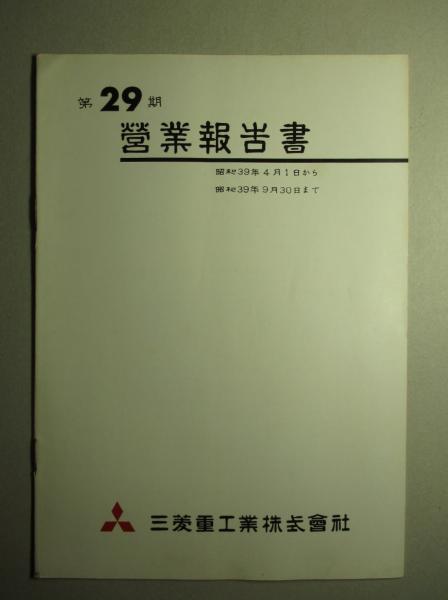 第29期
營業報告書
昭和39年4月1日から
昭和39年9月30日まで
三菱重工業株式會社